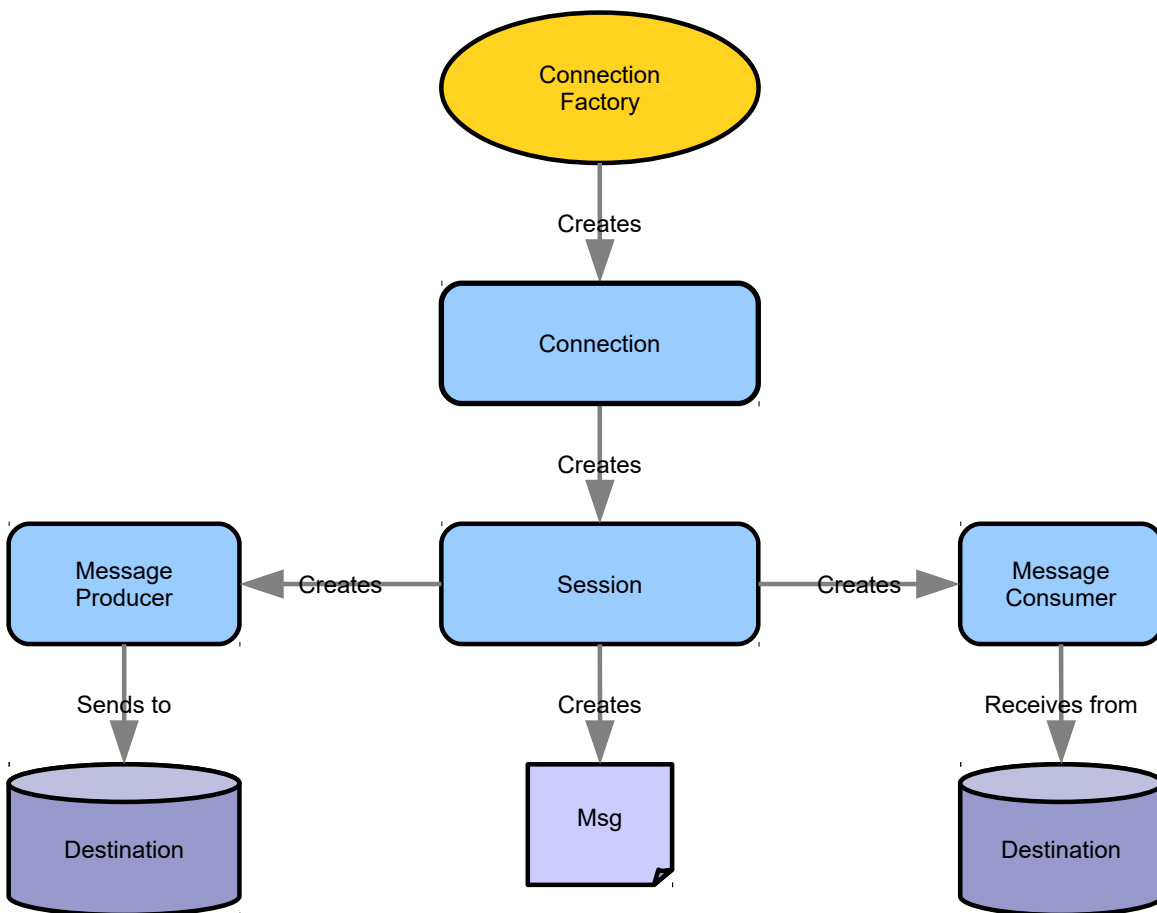 Connection
Factory
Creates
Connection
Creates
Message
Producer
Creates
Session
Creates
Message
Consumer
Sends to
Creates
Receives from
Destination
Msg
Destination